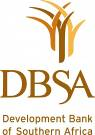 DBSA
Development Bank
of Southern Africa